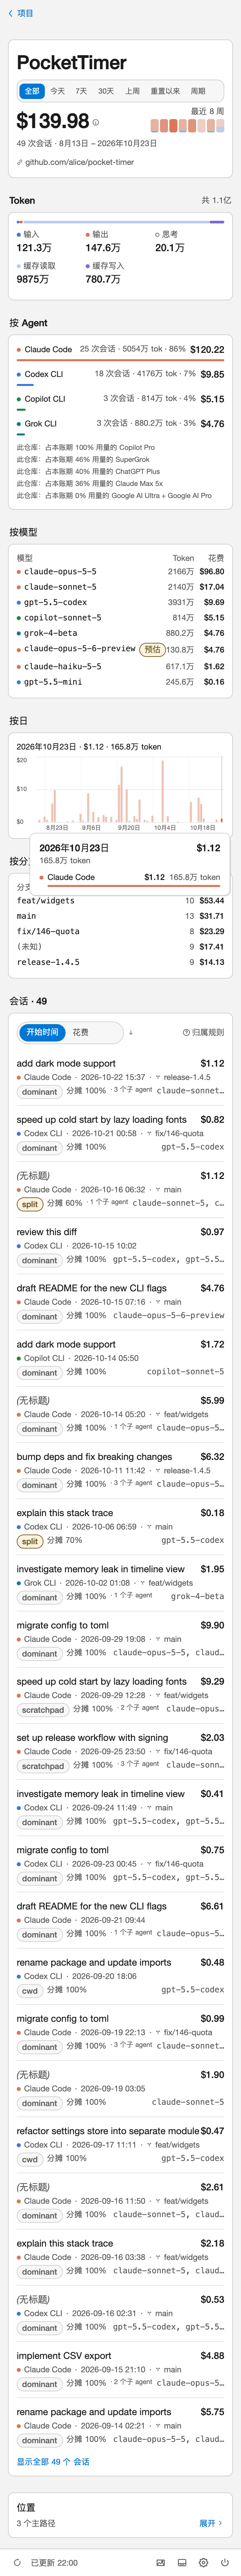 项目
PocketTimer
全部 今天 7天 30天 上周 重置以来 周期
$139.98
最近 8 周
49 次会话 · 8月13日 – 2026年10月23日
github.com/alice/pocket-timer
Token 共 1.1亿
输入 输出 思考
121.3万 147.6万 20.1万
缓存读取 缓存写入
9875万 780.7万
按 Agent
Claude Code 25 次会话 · 5054万 tok · 86% $120.22
Codex CLI 18 次会话 · 4176万 tok · 7% $9.85
Copilot CLI 3 次会话 · 814万 tok · 4% $5.15
Grok CLI 3 次会话 · 880.2万 tok · 3% $4.76
此仓库：占本账期 100% 用量的 Copilot Pro
此仓库：占本账期 46% 用量的 SuperGrok
此仓库：占本账期 40% 用量的 ChatGPT Plus
此仓库：占本账期 36% 用量的 Claude Max 5x
此仓库：占本账期 0% 用量的 Google AI Ultra + Google AI Pro
按模型
模型 Token 花费
claude-opus-5-5 2166万 $96.80
claude-sonnet-5 2140万 $17.04
gpt-5.5-codex 3931万 $9.69
copilot-sonnet-5 814万 $5.15
grok-4-beta 880.2万 $4.76
claude-opus-5-6-preview 预估 130.8万 $4.76
claude-haiku-5-5 617.1万 $1.62
gpt-5.5-mini 245.6万 $0.16
按日
2026年10月23日 · $1.12 · 165.8万 token
$20
$10
$0
8月23日 9月6日 9月20日 10月4日 10月18日
2026年10月23日 $1.12
165.8万 token
Claude Code $1.12 165.8万 token
feat/widgets 10 $53.44
main 13 $31.71
fix/146-quota 8 $23.29
(未知) 9 $17.41
release-1.4.5 9 $14.13
会话 · 49
开始时间 花费 ↓ 归属规则
add dark mode support $1.12
Claude Code · 2026-10-22 15:37 · release-1.4.5
dominant 分摊 100% · 3 个子 agent claude-sonnet…
speed up cold start by lazy loading fonts $0.82
Codex CLI · 2026-10-21 00:58 · fix/146-quota
dominant 分摊 100% gpt-5.5-codex
(无标题) $1.12
Claude Code · 2026-10-16 06:32 · main
split 分摊 60% · 1 个子 agent claude-sonnet-5, c…
review this diff $0.97
Codex CLI · 2026-10-15 10:02
dominant 分摊 100% gpt-5.5-codex, gpt-5.5…
draft README for the new CLI flags $4.76
Claude Code · 2026-10-15 07:16 · main
dominant 分摊 100% claude-opus-5-6-preview
add dark mode support $1.72
Copilot CLI · 2026-10-14 05:50
dominant 分摊 100% copilot-sonnet-5
(无标题) $5.99
Claude Code · 2026-10-14 05:20 · feat/widgets
dominant 分摊 100% · 1 个子 agent claude-opus-5…
bump deps and fix breaking changes $6.32
Claude Code · 2026-10-11 11:42 · release-1.4.5
dominant 分摊 100% · 3 个子 agent claude-opus-5…
explain this stack trace $0.18
Codex CLI · 2026-10-06 06:59 · main
split 分摊 70% gpt-5.5-codex
investigate memory leak in timeline view $1.95
Grok CLI · 2026-10-02 01:08 · feat/widgets
dominant 分摊 100% · 1 个子 agent grok-4-beta
migrate config to toml $9.90
Claude Code · 2026-09-29 19:08 · main
dominant 分摊 100% claude-opus-5-5, claud…
speed up cold start by lazy loading fonts $9.29
Claude Code · 2026-09-29 12:28 · feat/widgets
scratchpad 分摊 100% · 2 个子 agent claude-opus…
set up release workflow with signing $2.03
Claude Code · 2026-09-25 23:50 · fix/146-quota
scratchpad 分摊 100% · 3 个子 agent claude-sonn…
investigate memory leak in timeline view $0.41
Codex CLI · 2026-09-24 11:49 · main
dominant 分摊 100% gpt-5.5-codex, gpt-5.5…
migrate config to toml $0.75
Codex CLI · 2026-09-23 00:45 · fix/146-quota
dominant 分摊 100% gpt-5.5-codex, gpt-5.5…
draft README for the new CLI flags $6.61
Claude Code · 2026-09-21 09:44
dominant 分摊 100% · 1 个子 agent claude-opus-5…
rename package and update imports $0.48
Codex CLI · 2026-09-20 18:06
cwd 分摊 100% gpt-5.5-codex
migrate config to toml $0.99
Claude Code · 2026-09-19 22:13 · fix/146-quota
dominant 分摊 100% · 3 个子 agent claude-sonnet…
(无标题) $1.90
Claude Code · 2026-09-19 03:05
dominant 分摊 100% claude-sonnet-5
refactor settings store into separate module $0.47
Codex CLI · 2026-09-17 11:11 · feat/widgets
cwd 分摊 100% gpt-5.5-codex
(无标题) $2.61
Claude Code · 2026-09-16 11:50 · feat/widgets
dominant 分摊 100% claude-sonnet-5, claud…
explain this stack trace $2.18
Claude Code · 2026-09-16 03:38 · feat/widgets
dominant 分摊 100% claude-sonnet-5, claud…
(无标题) $0.53
Codex CLI · 2026-09-16 02:31 · main
dominant 分摊 100% gpt-5.5-codex, gpt-5.5…
implement CSV export $4.88
Claude Code · 2026-09-15 21:10 · main
dominant 分摊 100% · 2 个子 agent claude-opus-5…
rename package and update imports $5.75
Claude Code · 2026-09-14 02:21 · main
dominant 分摊 100% claude-opus-5-5, claud…
显示全部 49 个 会话
位置
3 个主路径 展开
已更新 22:00